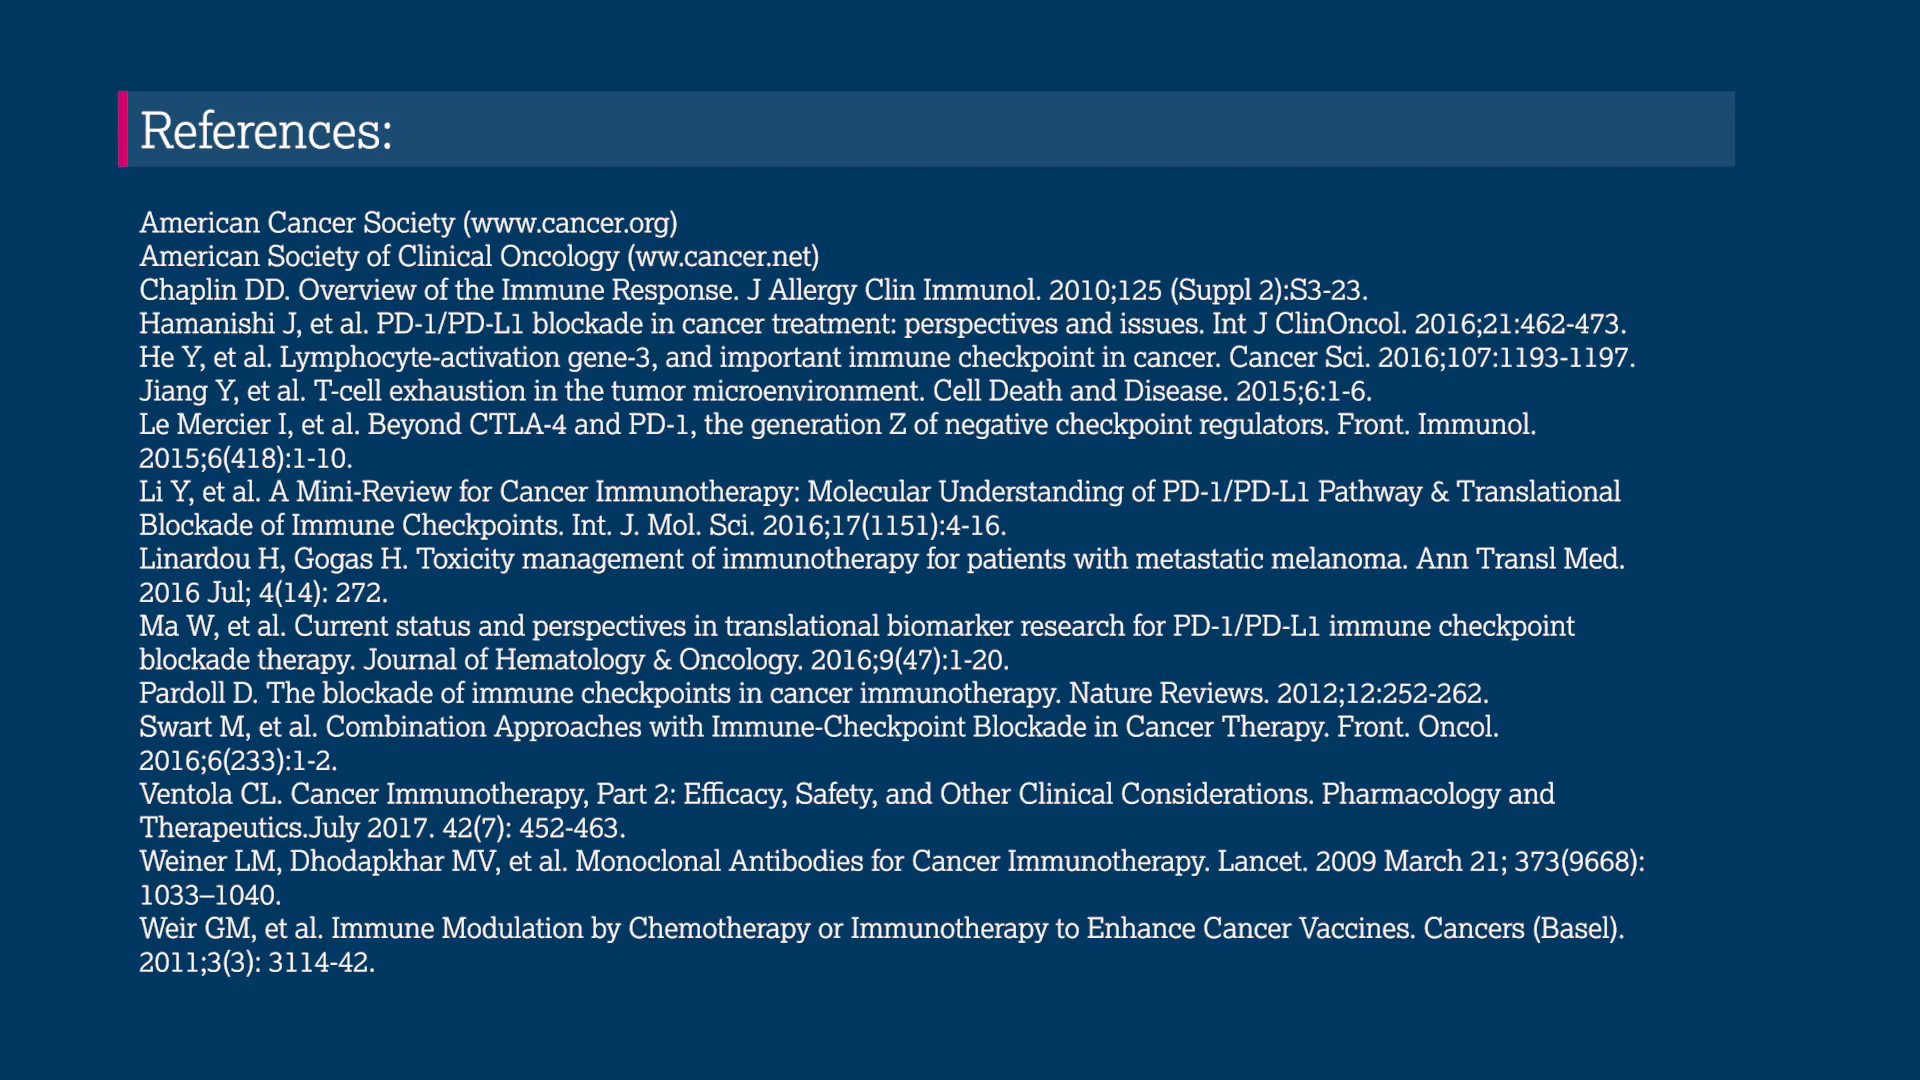 References:
American Cancer Society (www.cancer.org)
American Society of Clinical Oncology (ww.cancer.net)
Chaplin DD. Overview of the Immune Response. J Allergy Clin Immunol. 2010;125 (Suppl 2):S3-23.
Hamanishi J, et al. PD-1/PD-L1 blockade in cancer treatment: perspectives and issues. Int J ClinOncol. 2016;21:462-473.
He Y, et al. Lymphocyte-activation gene-3, and important immune checkpoint in cancer. Cancer Sci. 2016;107:1193-1197.
Jiang Y, et al. T-cell exhaustion in the tumor microenvironment. Cell Death and Disease. 2015;6:1-6.
Le Mercier I, et al. Beyond CTLA-4 and PD-1, the generation Z of negative checkpoint regulators. Front. Immunol.
2015;6(418):1-10.
Li Y, et al. A Mini-Review for Cancer Immunotherapy: Molecular Understanding of PD-1/PD-L1 Pathway & Translational
Blockade of Immune Checkpoints. Int. J. Mol. Sci. 2016;17(1151):4-16.
Linardou H, Gogas H. Toxicity management of immunotherapy for patients with metastatic melanoma. Ann Transl Med.
2016 Jul; 4(14): 272.
Ma W, et al. Current status and perspectives in translational biomarker research for PD-1/PD-L1 immune checkpoint
blockade therapy. Journal of Hematology & Oncology. 2016;9(47):1-20.
Pardoll D. The blockade of immune checkpoints in cancer immunotherapy. Nature Reviews. 2012;12:252-262.
Swart M, et al. Combination Approaches with Immune-Checkpoint Blockade in Cancer Therapy. Front. Oncol.
2016;6(233):1-2.
Ventola CL. Cancer Immunotherapy, Part 2: Efficacy, Safety, and Other Clinical Considerations. Pharmacology and
Therapeutics.July 2017. 42(7): 452-463.
Weiner LM, Dhodapkhar MV, et al. Monoclonal Antibodies for Cancer Immunotherapy. Lancet. 2009 March 21; 373(9668):
1033–1040.
Weir GM, et al. Immune Modulation by Chemotherapy or Immunotherapy to Enhance Cancer Vaccines. Cancers (Basel).
2011;3(3): 3114-42.